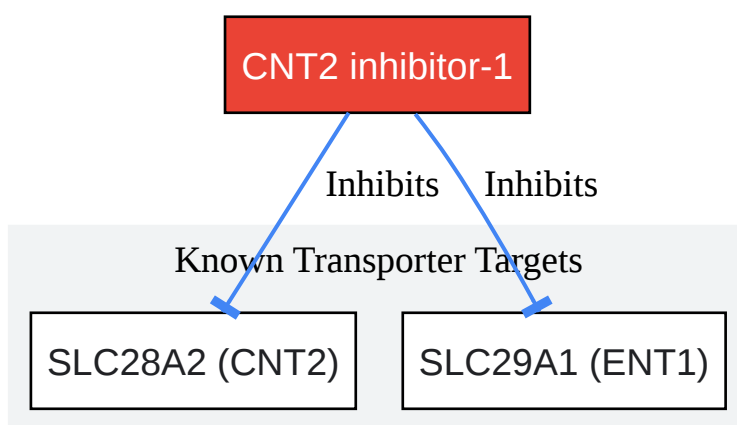 CNT2 inhibitor-1
Inhibits
Inhibits
Known Transporter Targets
SLC28A2 (CNT2)
SLC29A1 (ENT1)